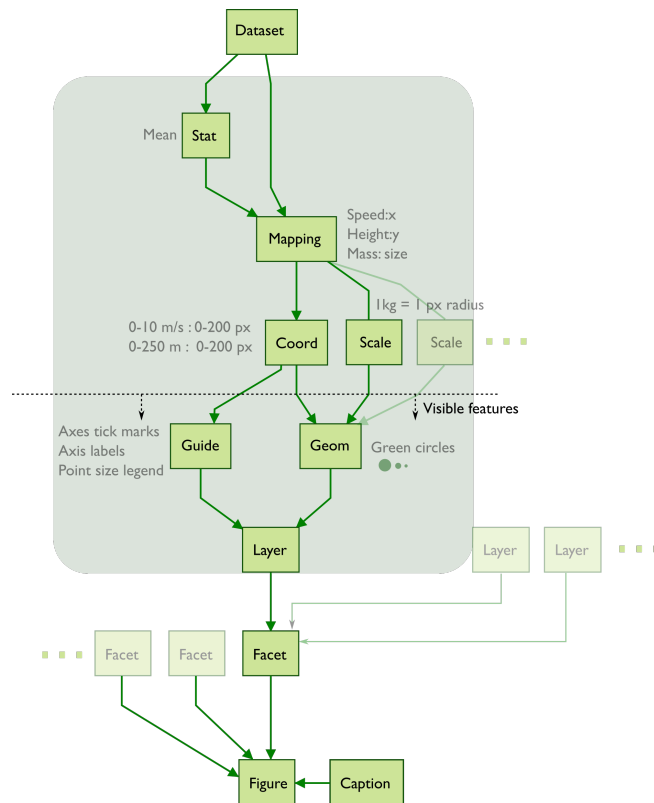 Dataset
Mean
Stat
Mapping
Speed:x
Height:y
Mass: size
1kg = 1 px radius
0-10 m/s : 0-200 px
0-250 m : 0-200 px
Coord
Scale
Scale
Visible features
Axes tick marks
Axis labels
Point size legend
Guide
Geom
Green circles
Layer
Layer
Layer
Facet
Facet
Facet
Figure
Caption